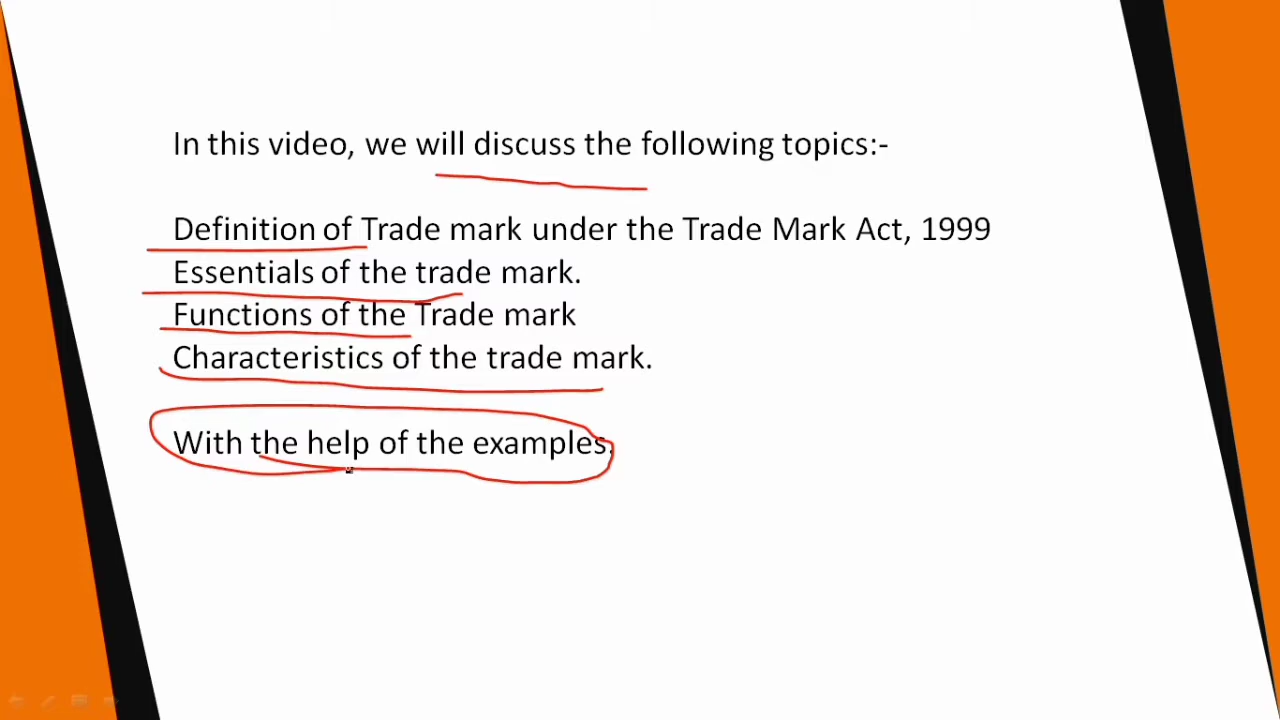 In this video, we will discuss the following topics:-
Definition of Trade mark under the Trade Mark Act, 1999
Essentials of the trade mark.
Functions of the Trade mark
Characteristics of the trade mark.
With the help of the examples.